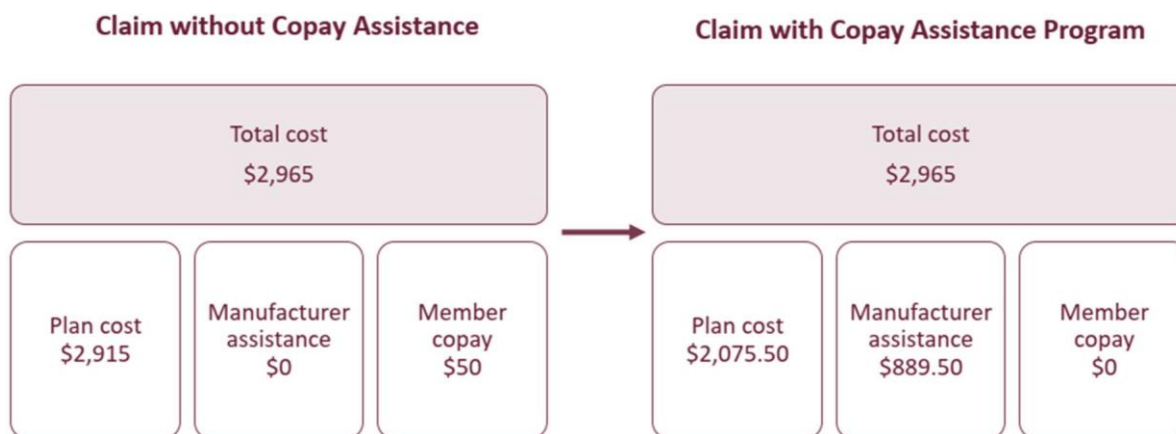 Claim without Copay Assistance
Total cost
$2,965
Plan cost
$2,915
Manufacturer
assistance
$0
Member
copay
$50
Claim with Copay Assistance Program
Total cost
$2,965
Plan cost
$2,075.50
Manufacturer
assistance
$889.50
Member
copay
$0